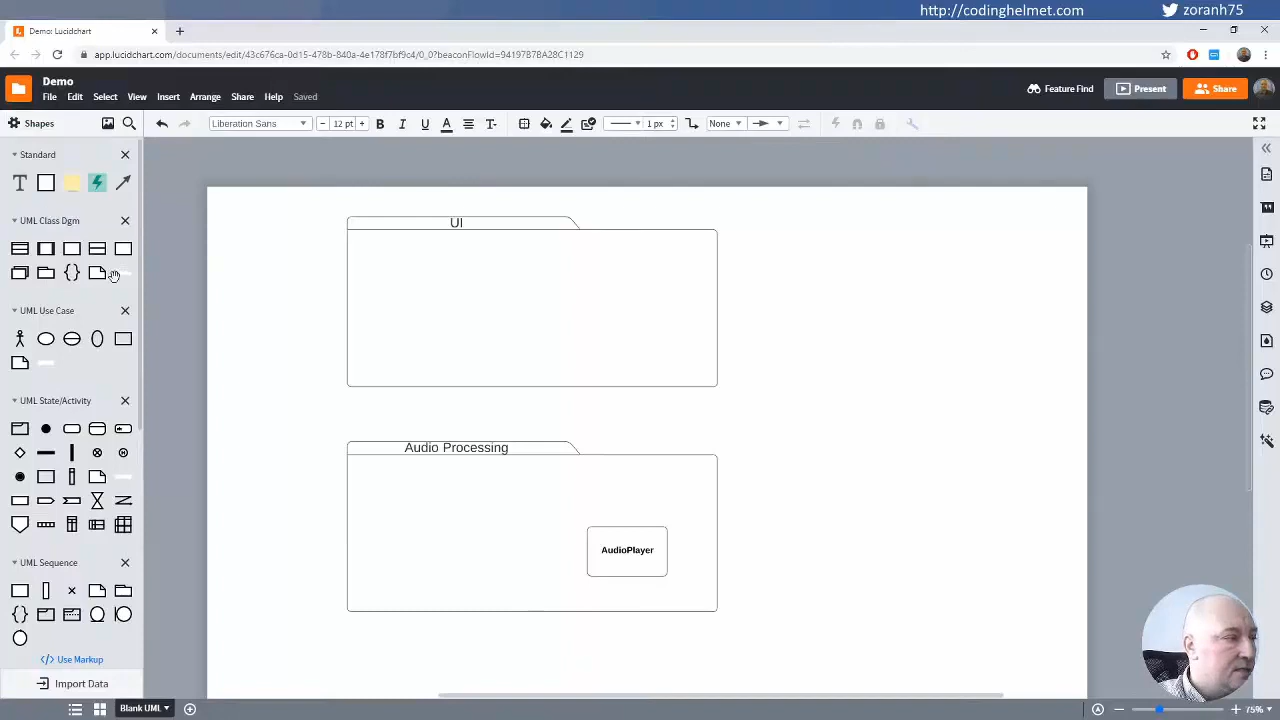 http://codinghelmet.com zoranh75
Demo: Lucidchart
app.lucidchart.com/documents/edit/43c676ca-0d15-478b-840a-4e178f7bf9c4/0_0?beaconFlowId=94197B7BA28C1129
Demo
File Edit Select View Insert Arrange Share Help Saved
Feature Find Present Share
Shapes Liberation Sans 12 pt B I U A T 1 px None
Standard
T
UML Class Dgm
UML Use Case
UML State/Activity
UML Sequence
Use Markup
Import Data
UI
Audio Processing
AudioPlayer
Blank UML 75%